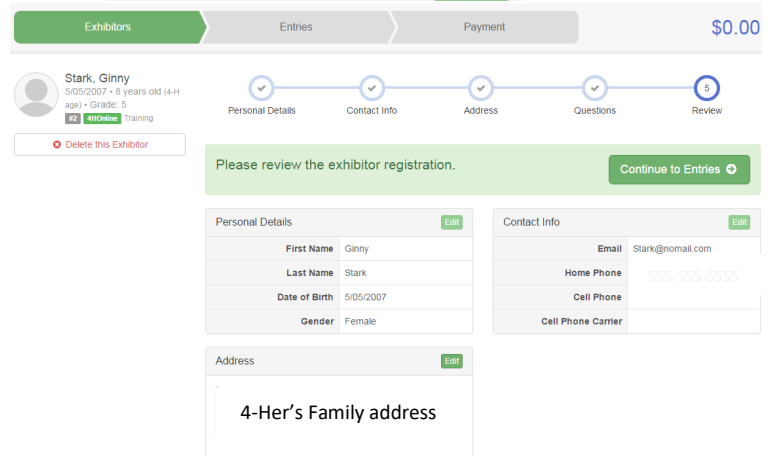 Exhibitors
Entries
Payment
$0.00
Stark, Ginny
5/05/2007 • 8 years old (4-H
age) • Grade: 5
#2 4HOnline Training
Delete this Exhibitor
Personal Details
Contact Info
Address
Questions
5
Review
Please review the exhibitor registration.
Continue to Entries
Personal Details Edit
First Name Ginny
Last Name Stark
Date of Birth 5/05/2007
Gender Female
Contact Info Edit
Email Stark@nomail.com
Home Phone 555-555-5555
Cell Phone
Cell Phone Carrier
Address Edit
4-Her’s Family address